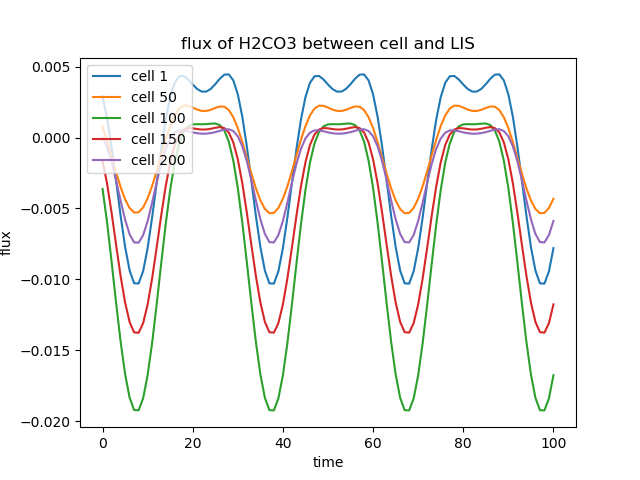 flux of H2CO3 between cell and LIS
cell 1
cell 50
cell 100
cell 150
cell 200
0.005
0.000
−0.005
−0.010
−0.015
−0.020
flux
0
20
40
60
80
100
time